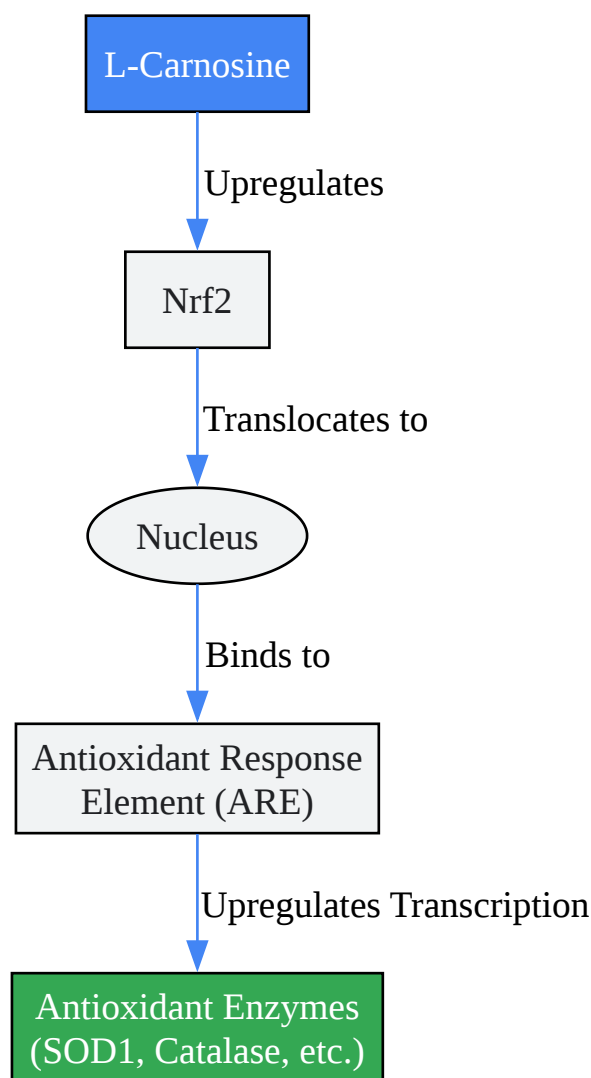 L-Carnosine
Upregulates
Nrf2
Translocates to
Nucleus
Binds to
Antioxidant Response
Element (ARE)
Upregulates Transcription
Antioxidant Enzymes
(SOD1, Catalase, etc.)